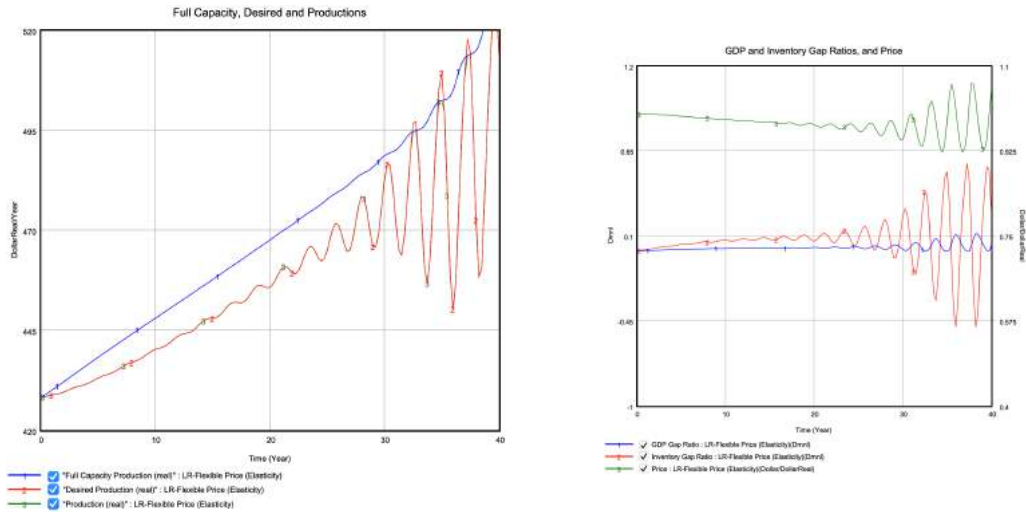 Full Capacity, Desired and Productions
520
495
470
445
420
Dollar/Real/Year
0
10
20
30
40
Time (Year)
"Full Capacity Production (real)" : LR-Flexible Price (Elasticity)
"Desired Production (real)" : LR-Flexible Price (Elasticity)
"Production (real)" : LR-Flexible Price (Elasticity)
GDP and Inventory Gap Ratios, and Price
1.2
0.65
0.1
-0.45
-1
Dmnl
1.1
0.925
0.75
0.575
0.4
Dollar/DollarReal
0
10
20
30
40
Time (Year)
GDP Gap Ratio : LR-Flexible Price (Elasticity)(Dmnl)
Inventory Gap Ratio : LR-Flexible Price (Elasticity)(Dmnl)
Price : LR-Flexible Price (Elasticity)(Dollar/DollarReal)